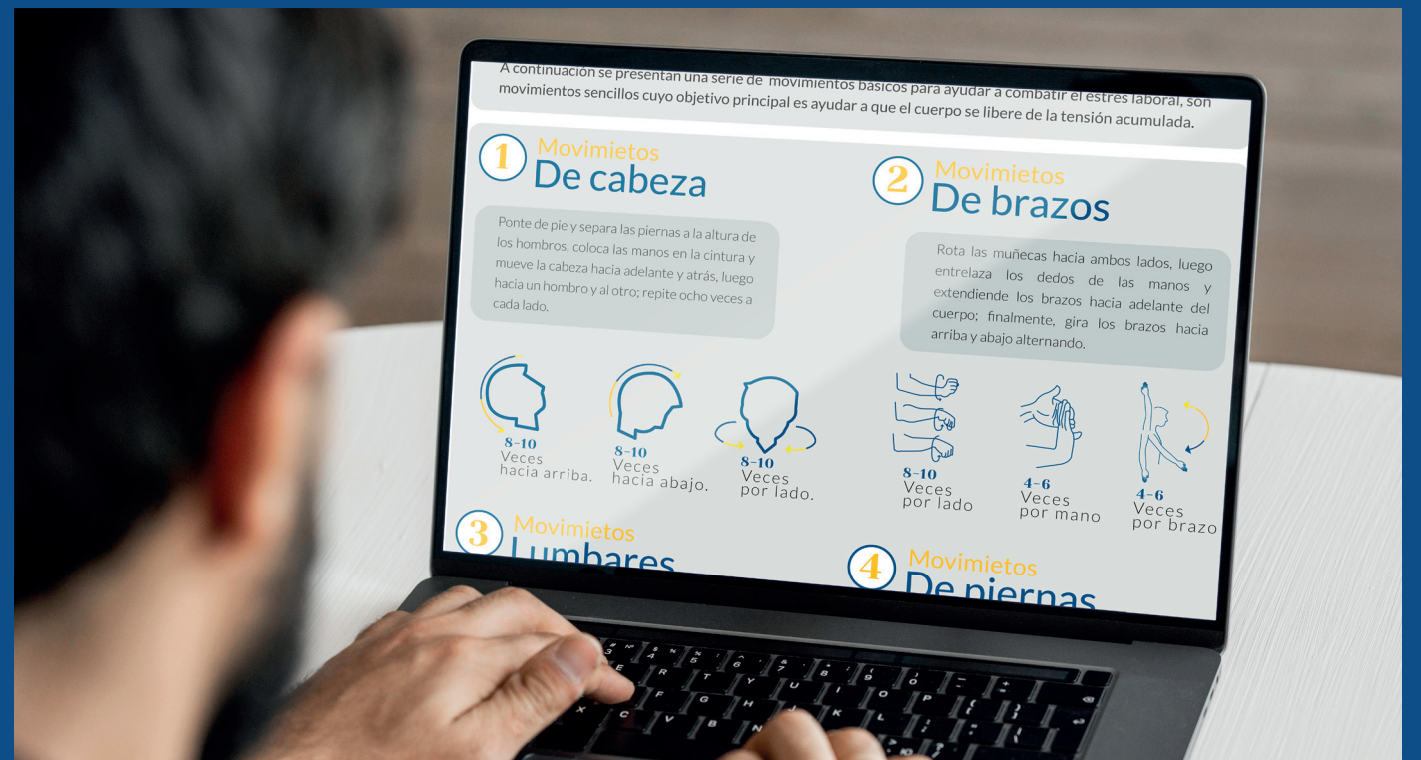 A continuación se presentan una serie de movimientos básicos para ayudar a combatir el estrés laboral, son
movimientos sencillos cuyo objetivo principal es ayudar a que el cuerpo se libere de la tensión acumulada.
1
Movimietos
De cabeza
Ponte de pie y separa las piernas a la altura de
los hombros, coloca las manos en la cintura y
mueve la cabeza hacia adelante y atrás, luego
hacia un hombro y al otro; repite ocho veces a
cada lado.
8-10
Veces
hacia arriba.
8-10
Veces
hacia abajo.
8-10
Veces
por lado.
2
Movimietos
De brazos
Rota las muñecas hacia ambos lados, luego
entrelaza los dedos de las manos y
extendiende los brazos hacia adelante del
cuerpo; finalmente, gira los brazos hacia
arriba y abajo alternando.
8-10
Veces
por lado
4-6
Veces
por mano
4-6
Veces
por brazo
3
Movimietos
Lumbares
4
Movimietos
De piernas